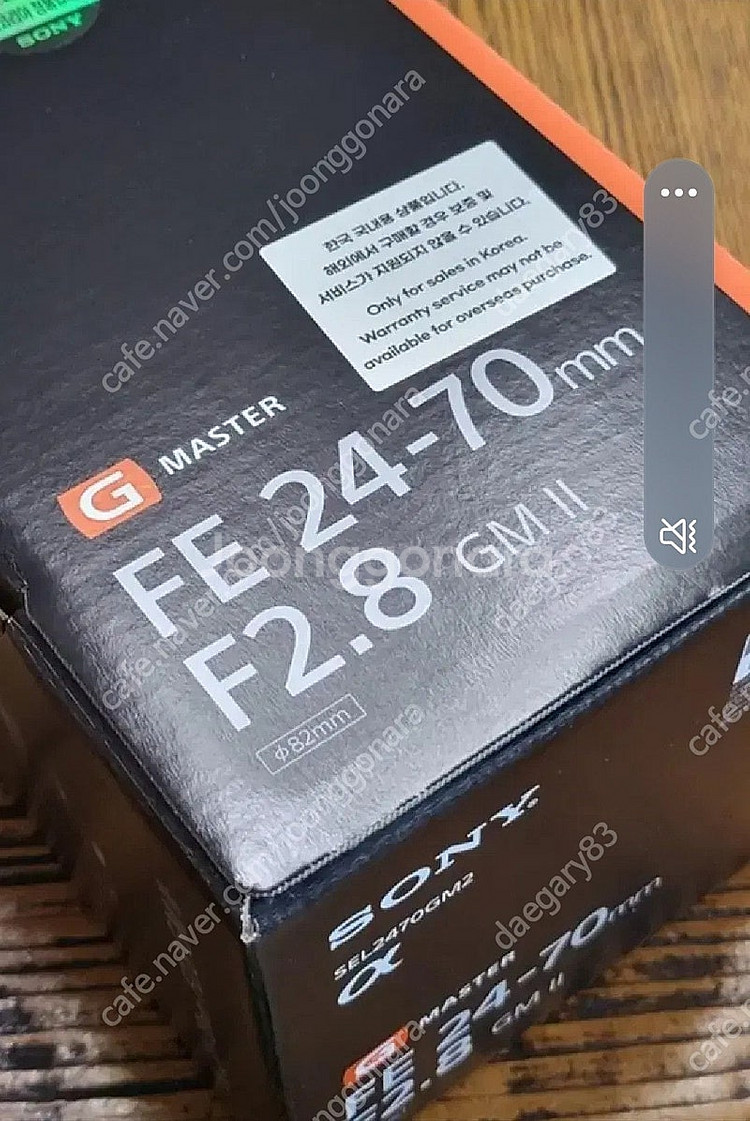 SONY
한국 국내용 상품입니다.
해외에서 구매할 경우 보증 및
서비스가 지원되지 않을 수 있습니다.
Only for sales in Korea.
Warranty service may not be
available for overseas purchase.
G MASTER
FE 24-70mm
F2.8 GM II
ϕ82mm
SONY
SEL2470GM2
α
G MASTER
FE 24-70mm
F2.8 GM II
Joonggonara
cafe.naver.com/joonggonara
daegary83